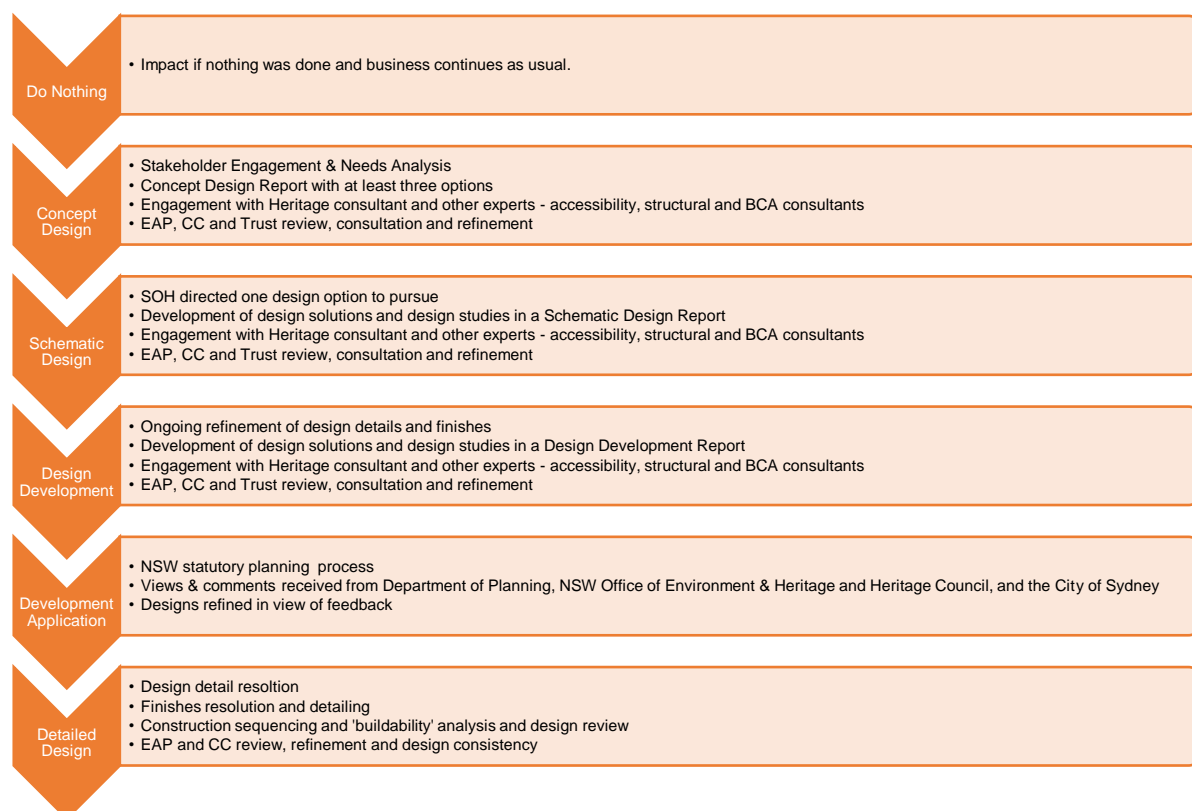 Do Nothing
• Impact if nothing was done and business continues as usual.
Concept
Design
• Stakeholder Engagement & Needs Analysis
• Concept Design Report with at least three options
• Engagement with Heritage consultant and other experts - accessibility, structural and BCA consultants
• EAP, CC and Trust review, consultation and refinement
Schematic
Design
• SOH directed one design option to pursue
• Development of design solutions and design studies in a Schematic Design Report
• Engagement with Heritage consultant and other experts - accessibility, structural and BCA consultants
• EAP, CC and Trust review, consultation and refinement
Design
Development
• Ongoing refinement of design details and finishes
• Development of design solutions and design studies in a Design Development Report
• Engagement with Heritage consultant and other experts - accessibility, structural and BCA consultants
• EAP, CC and Trust review, consultation and refinement
Development
Application
• NSW statutory planning process
• Views & comments received from Department of Planning, NSW Office of Environment & Heritage and Heritage Council, and the City of Sydney
• Designs refined in view of feedback
Detailed
Design
• Design detail resoltion
• Finishes resolution and detailing
• Construction sequencing and 'buildability' analysis and design review
• EAP and CC review, refinement and design consistency